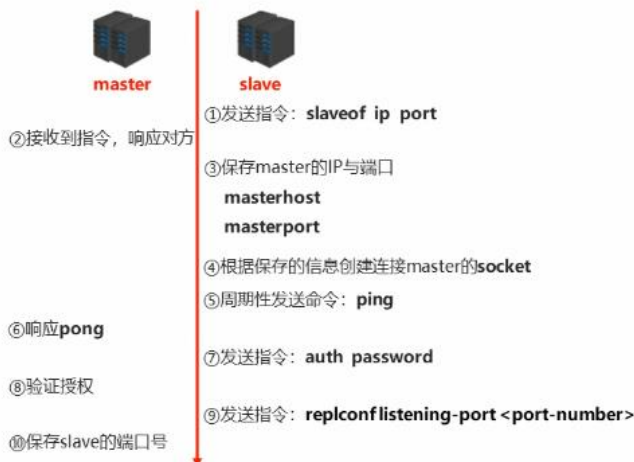 master
slave
①发送指令：slaveof ip port
②接收到指令，响应对方
③保存master的IP与端口
masterhost
masterport
④根据保存的信息创建连接master的socket
⑤周期性发送命令：ping
⑥响应pong
⑦发送指令：auth password
⑧验证授权
⑨发送指令：replconf listening-port <port-number>
⑩保存slave的端口号